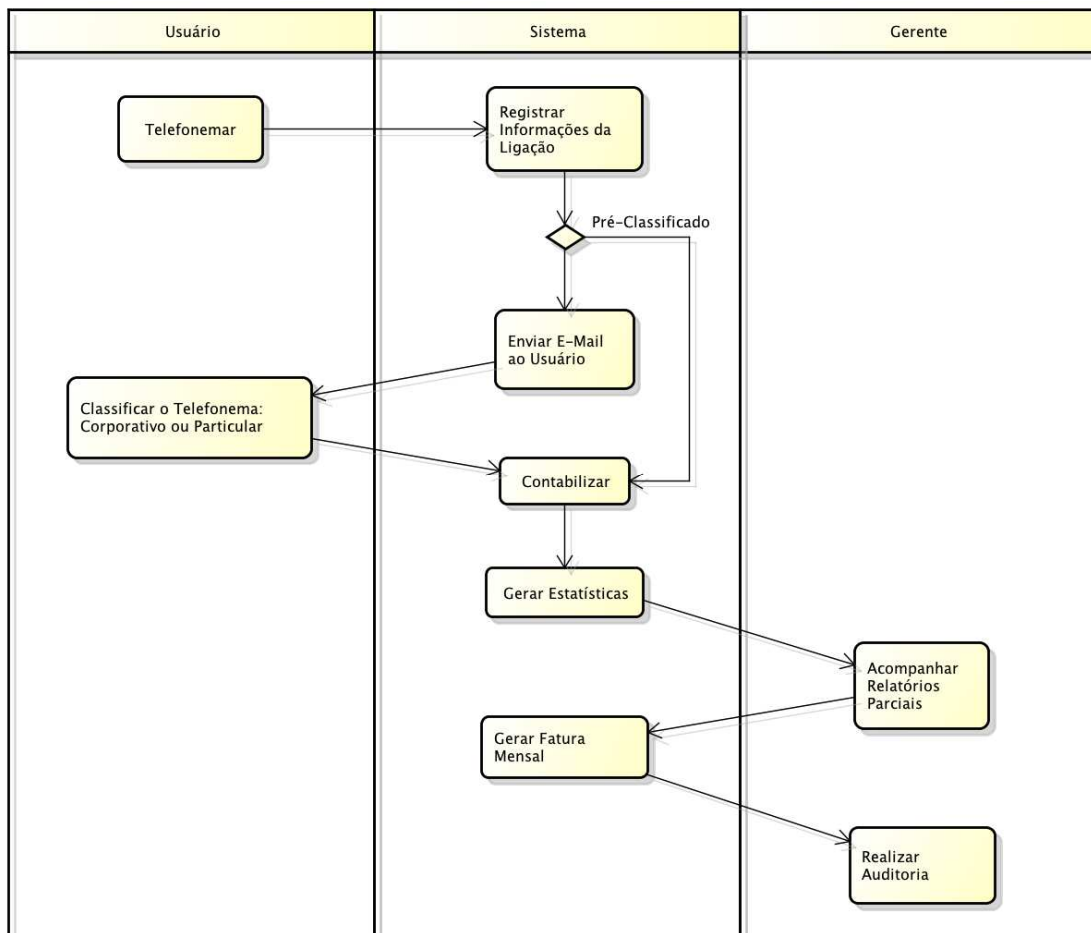 Usuário
Sistema
Gerente
Telefonemar
Registrar
Informações da
Ligação
Pré-Classificado
Enviar E-Mail
ao Usuário
Classificar o Telefonema:
Corporativo ou Particular
Contabilizar
Gerar Estatísticas
Acompanhar
Relatórios
Parciais
Gerar Fatura
Mensal
Realizar
Auditoria